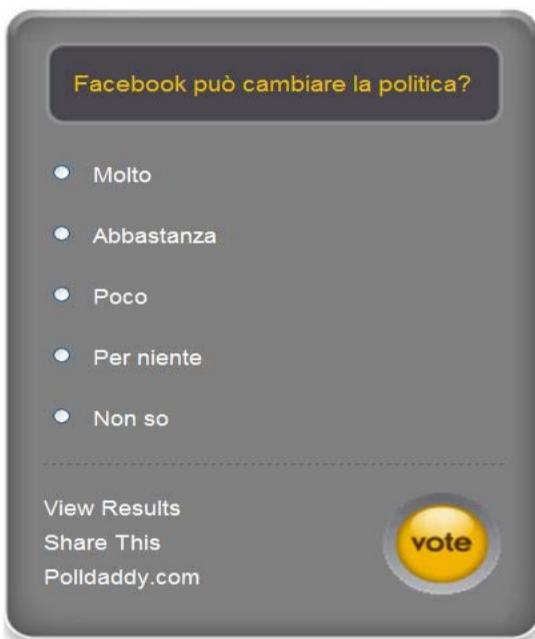 Facebook può cambiare la politica?
Molto
Abbastanza
Poco
Per niente
Non so
View Results
Share This
Polldaddy.com
vote